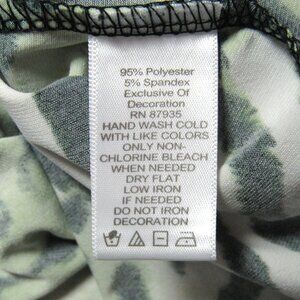 95% Polyester
5% Spandex
Exclusive Of
Decoration
RN 87935
HAND WASH COLD
WITH LIKE COLORS
ONLY NON-
CHLORINE BLEACH
WHEN NEEDED
DRY FLAT
LOW IRON
IF NEEDED
DO NOT IRON
DECORATION